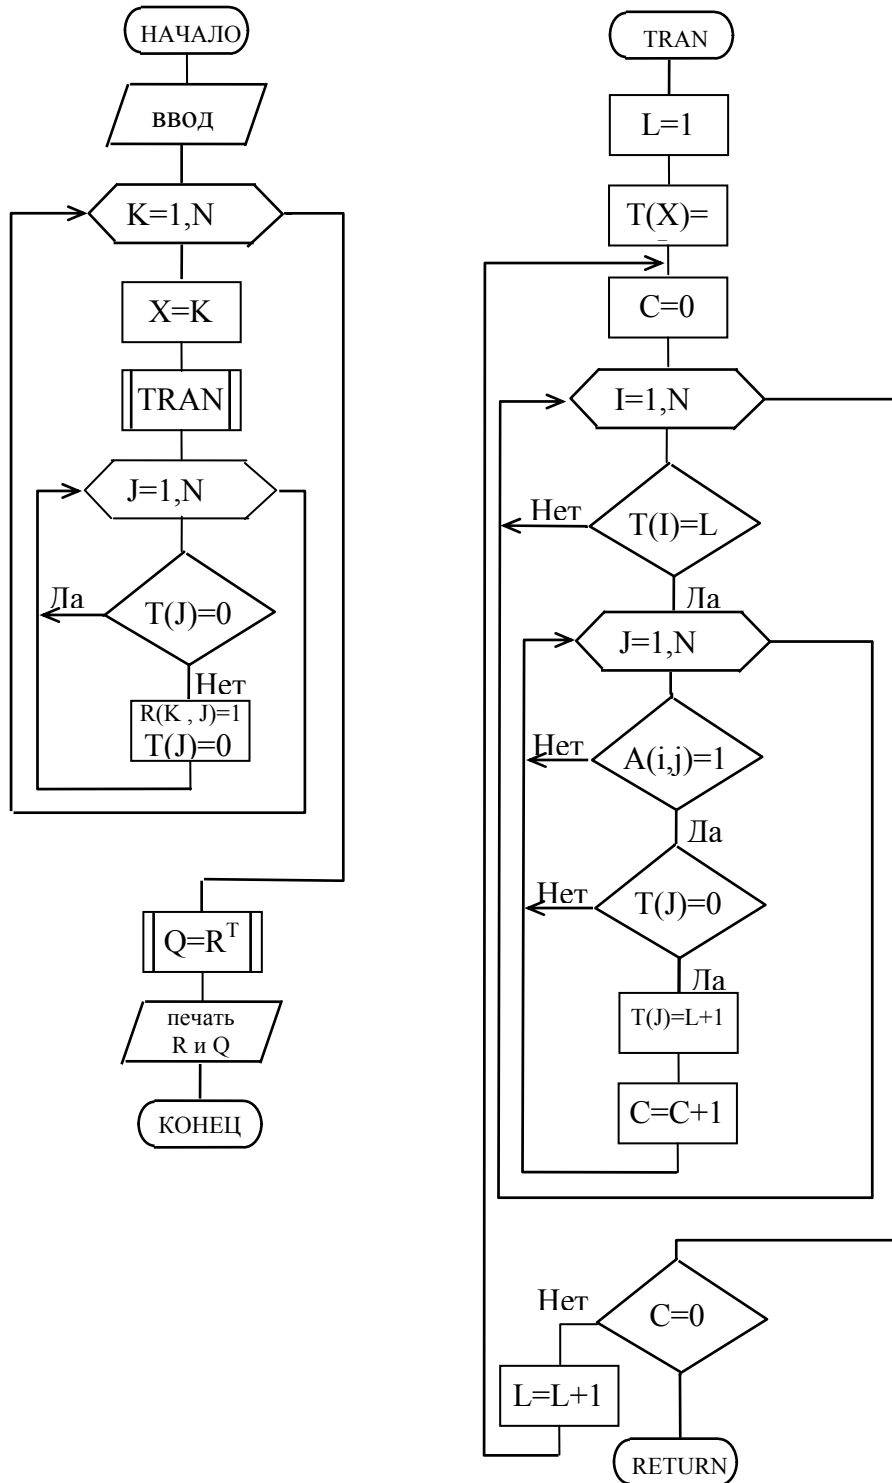 НАЧАЛО
ввод
K=1,N
X=K
TRAN
J=1,N
Да
T(J)=0
Нет
R(K , J)=1
T(J)=0
Q=Rᵀ
печать
R и Q
КОНЕЦ
TRAN
L=1
T(X)=
C=0
I=1,N
Нет
T(I)=L
Да
J=1,N
Нет
A(i,j)=1
Да
Нет
T(J)=0
Да
T(J)=L+1
C=C+1
Нет
C=0
L=L+1
RETURN